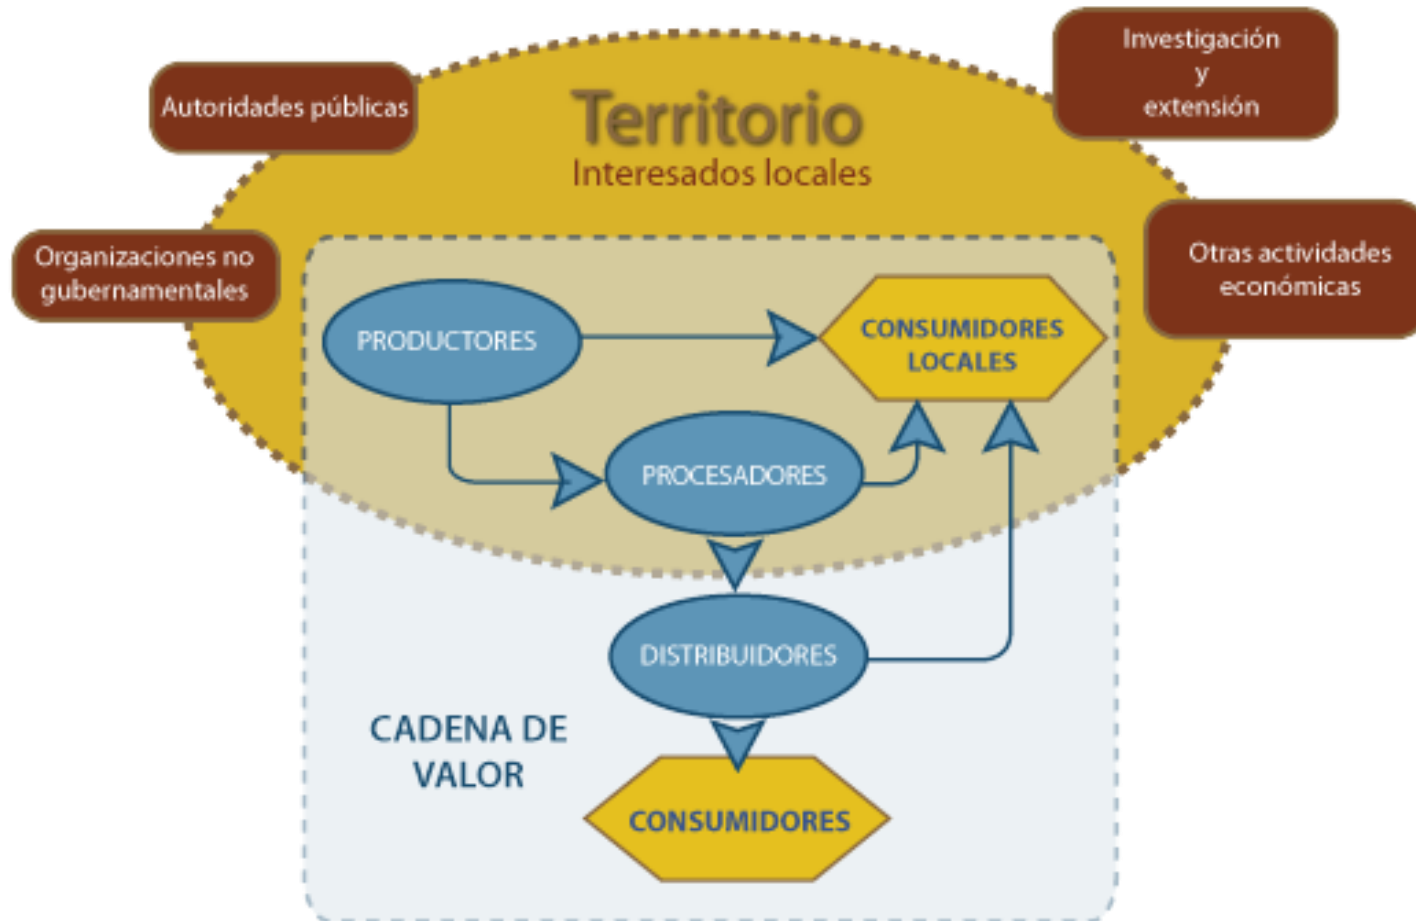 Investigación
y
extensión
Autoridades públicas
Territorio
Interesados locales
Organizaciones no
gubernamentales
Otras actividades
económicas
PRODUCTORES
CONSUMIDORES
LOCALES
PROCESADORES
DISTRIBUIDORES
CADENA DE
VALOR
CONSUMIDORES